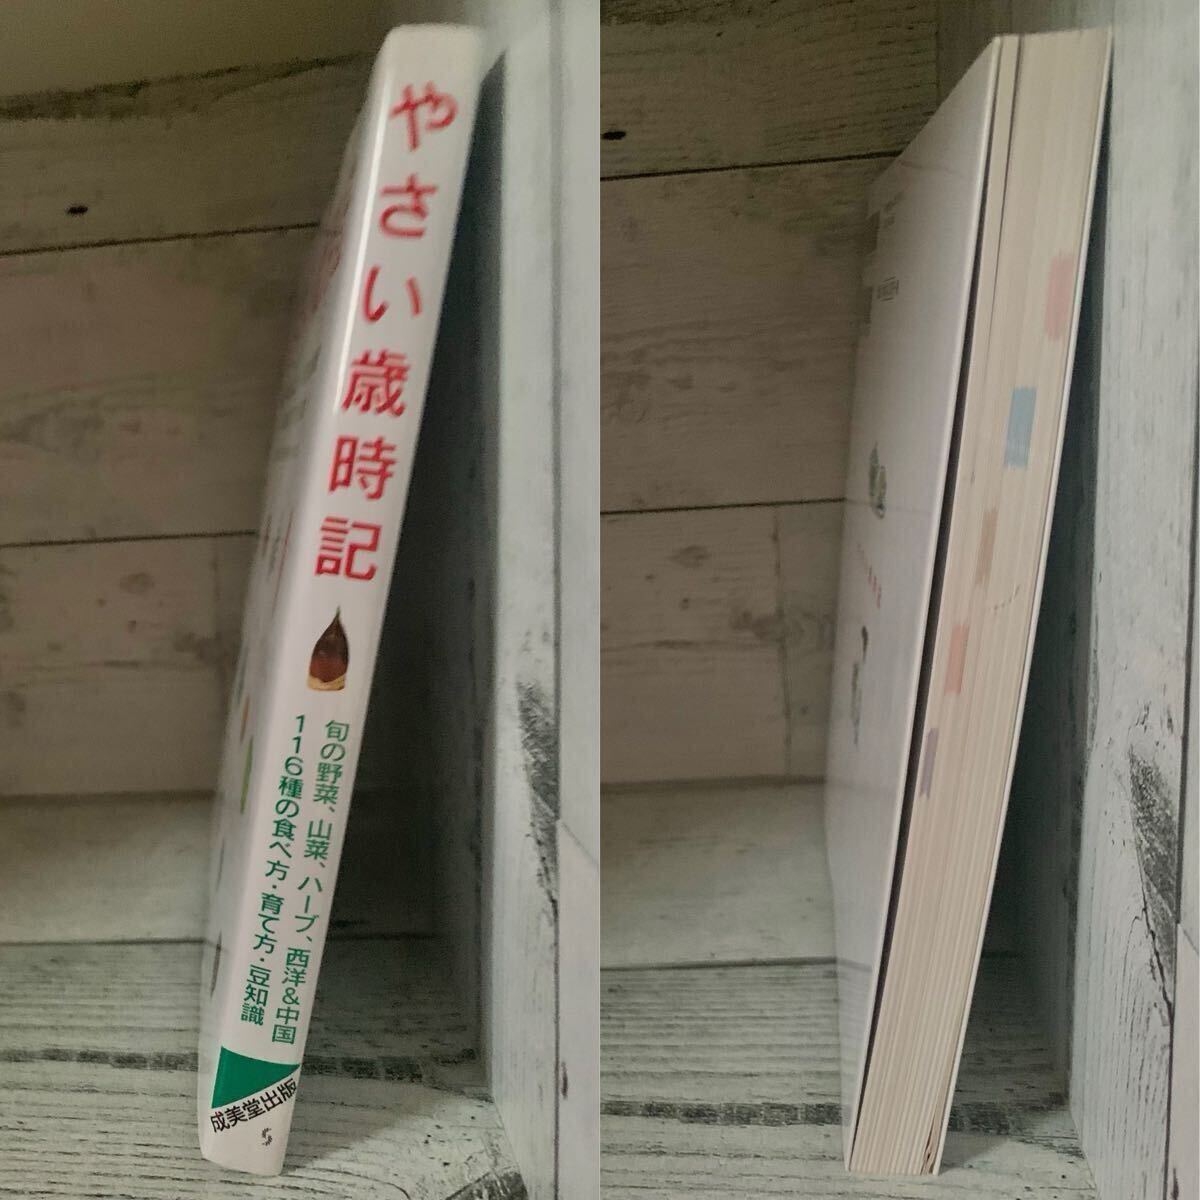 やさい歳時記
旬の野菜、山菜、ハーブ、西洋&中国
116種の食べ方・育て方・豆知識
成美堂出版